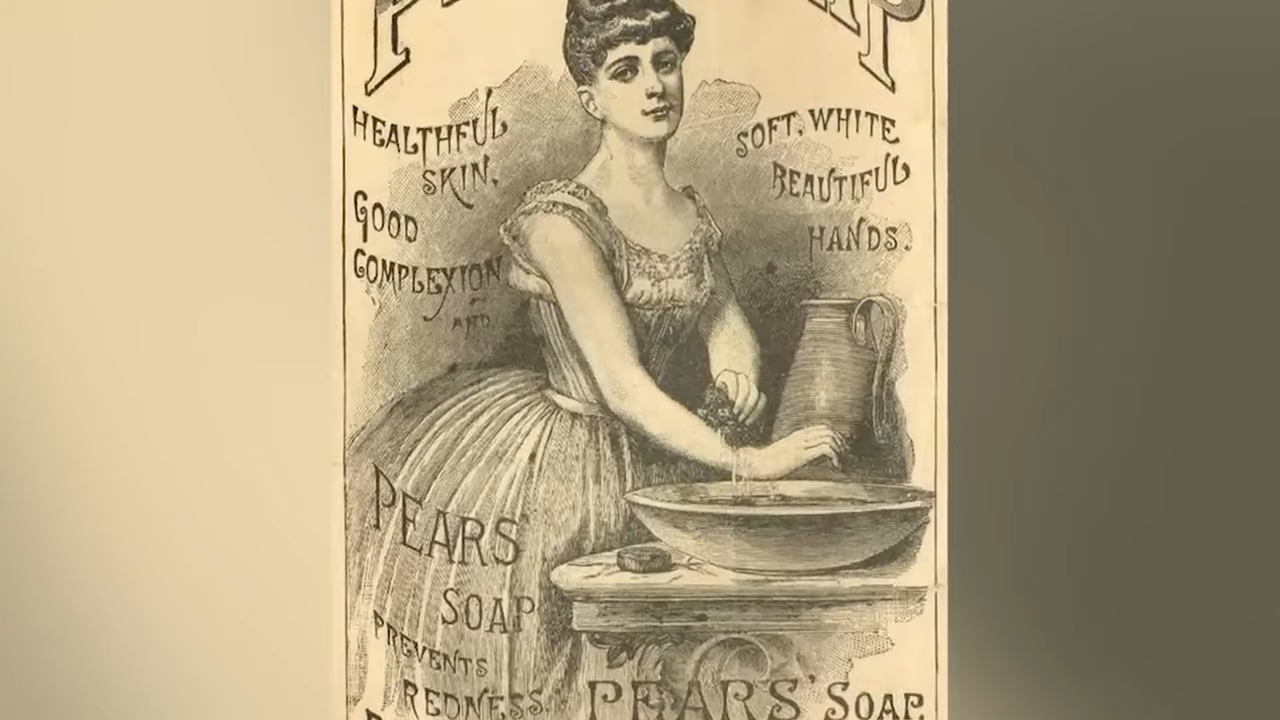 HEALTHFUL
SKIN,
GOOD
COMPLEXION
AND
SOFT, WHITE
BEAUTIFUL
HANDS.
PEARS'
SOAP
PREVENTS
REDNESS,
PEARS' SOAP.